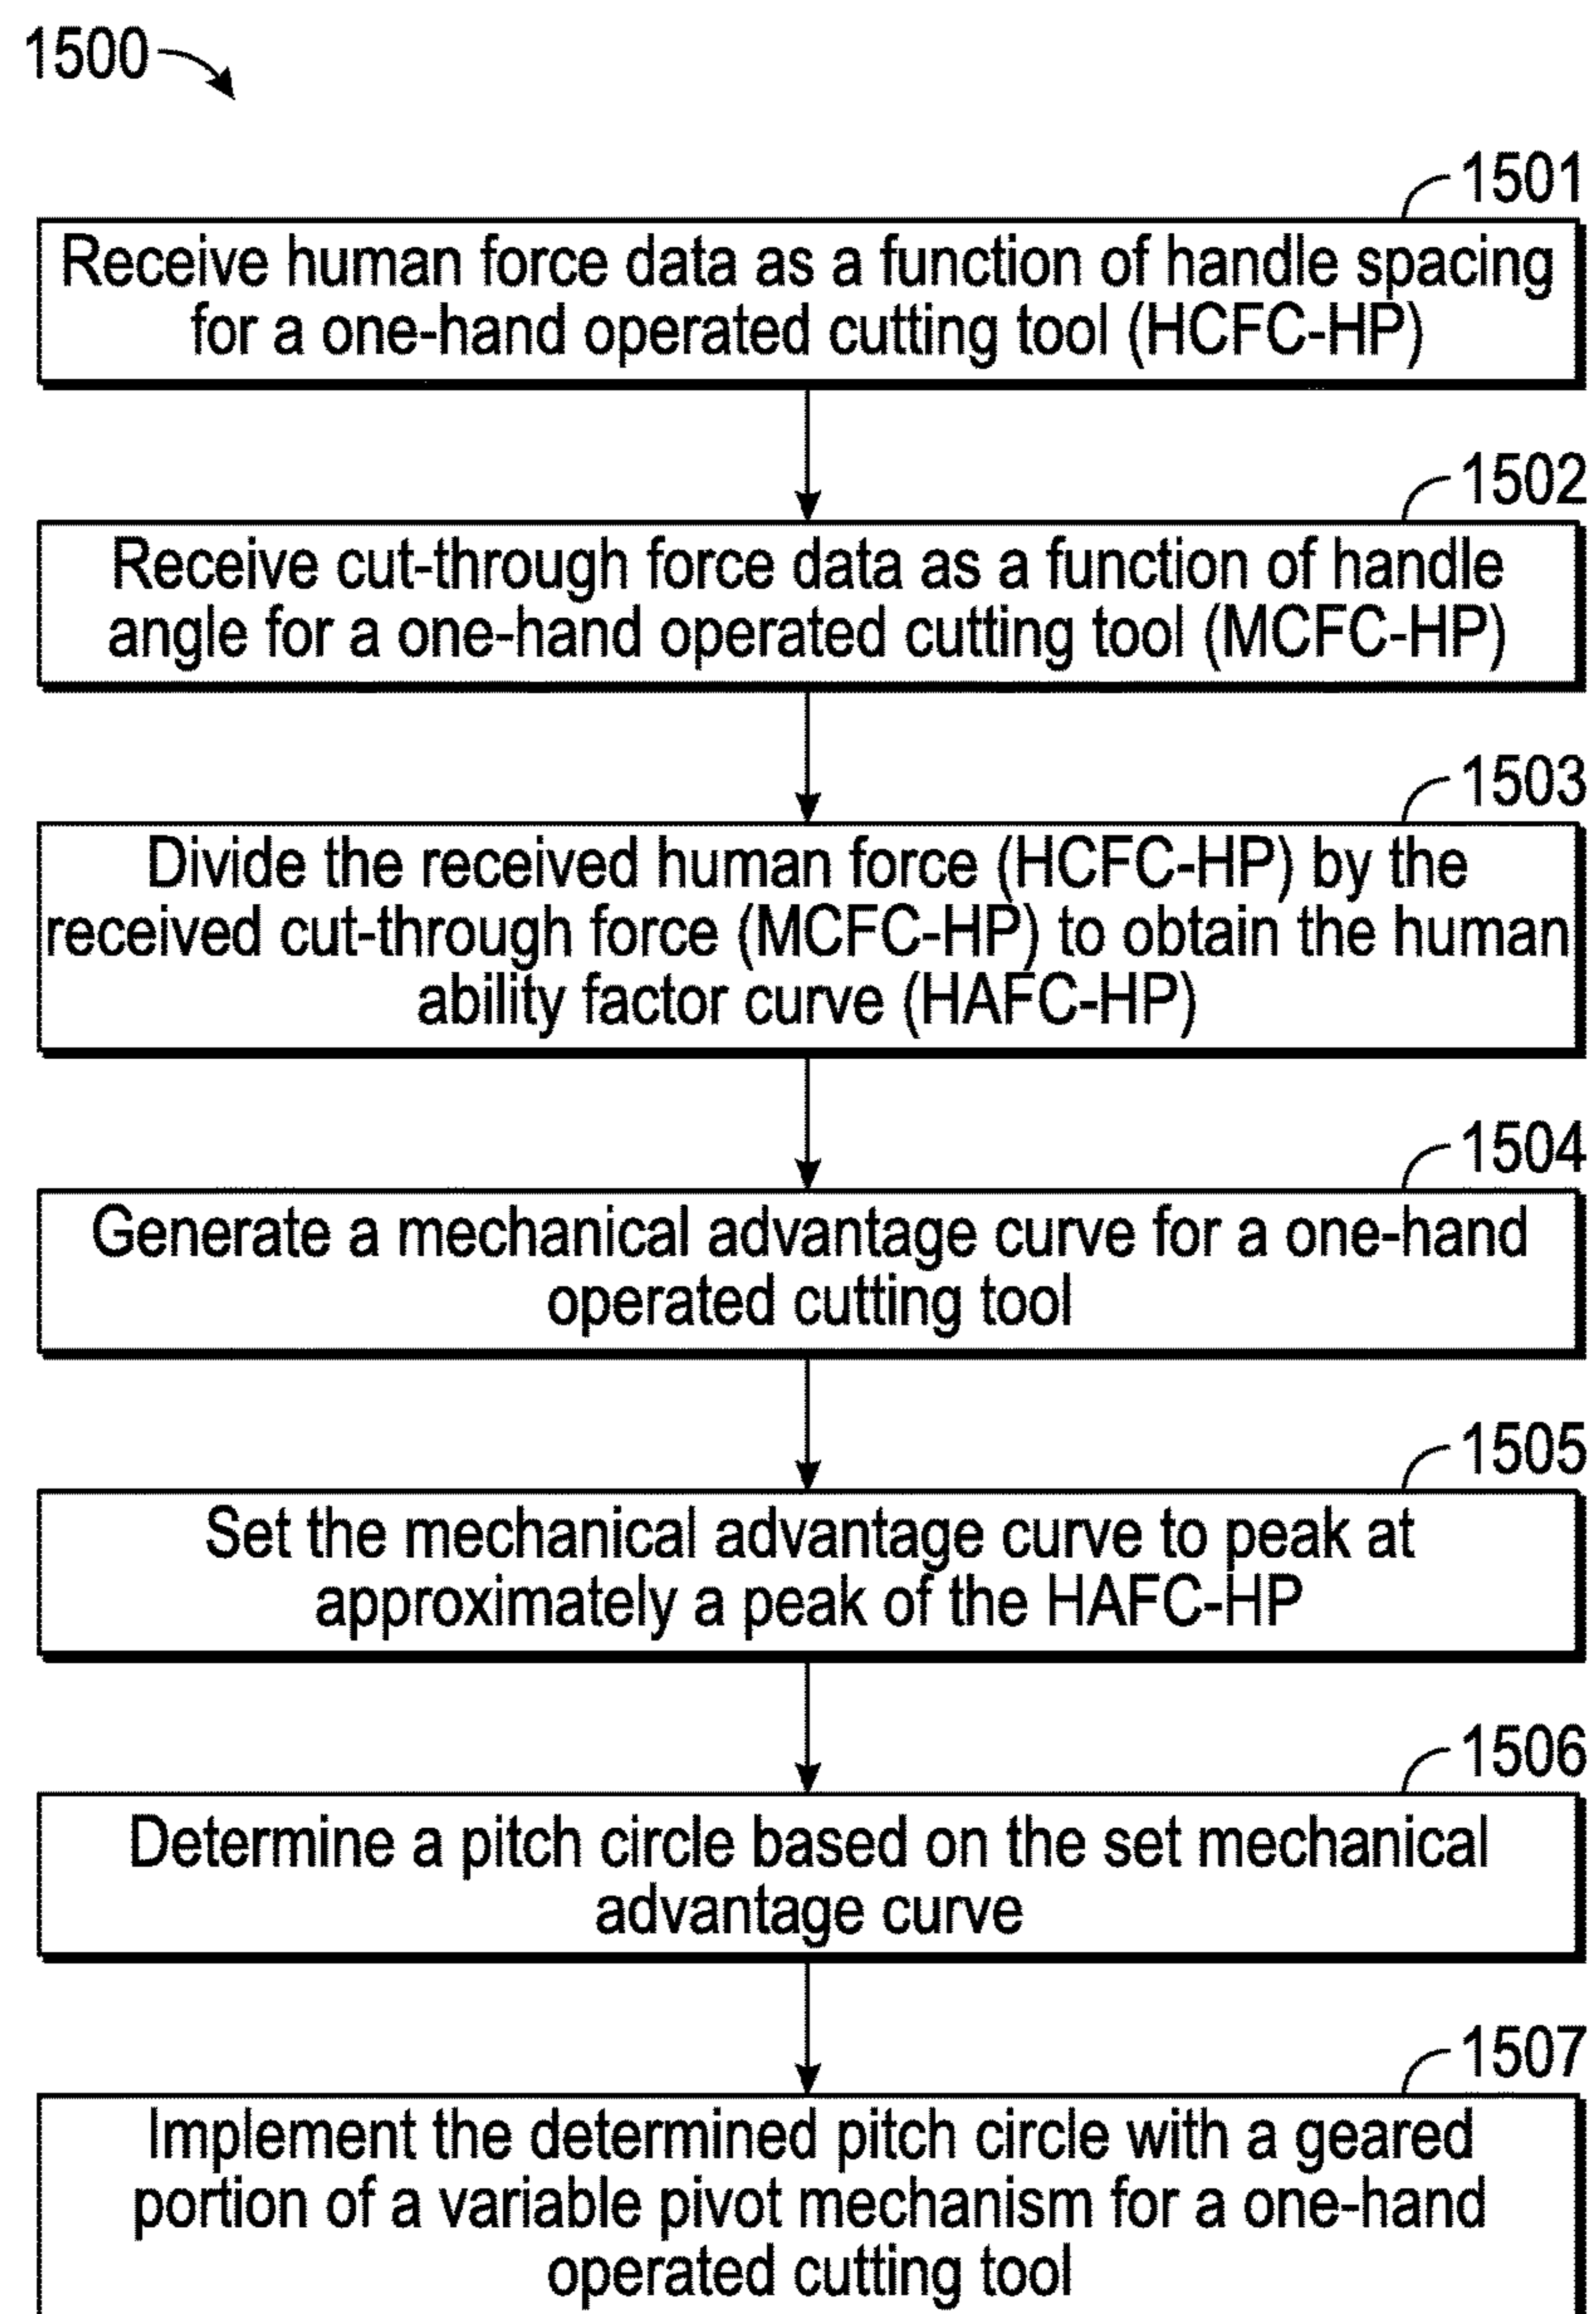 1500
1501
Receive human force data as a function of handle spacing
for a one-hand operated cutting tool (HCFC-HP)
1502
Receive cut-through force data as a function of handle
angle for a one-hand operated cutting tool (MCFC-HP)
1503
Divide the received human force (HCFC-HP) by the
received cut-through force (MCFC-HP) to obtain the human
ability factor curve (HAFC-HP)
1504
Generate a mechanical advantage curve for a one-hand
operated cutting tool
1505
Set the mechanical advantage curve to peak at
approximately a peak of the HAFC-HP
1506
Determine a pitch circle based on the set mechanical
advantage curve
1507
Implement the determined pitch circle with a geared
portion of a variable pivot mechanism for a one-hand
operated cutting tool